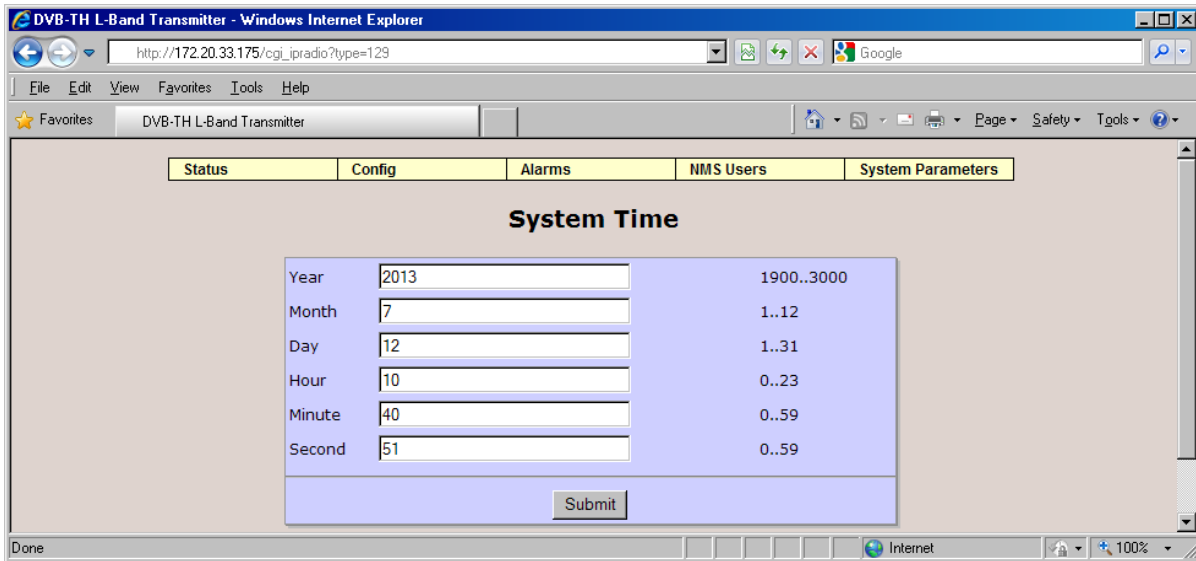 DVB-TH L-Band Transmitter - Windows Internet Explorer
http://172.20.33.175/cgi_ipradio?type=129
Google
File Edit View Favorites Tools Help
Favorites DVB-TH L-Band Transmitter Page Safety Tools
Status Config Alarms NMS Users System Parameters
System Time
Year 2013 1900..3000
Month 7 1..12
Day 12 1..31
Hour 10 0..23
Minute 40 0..59
Second 51 0..59
Submit
Done Internet 100%